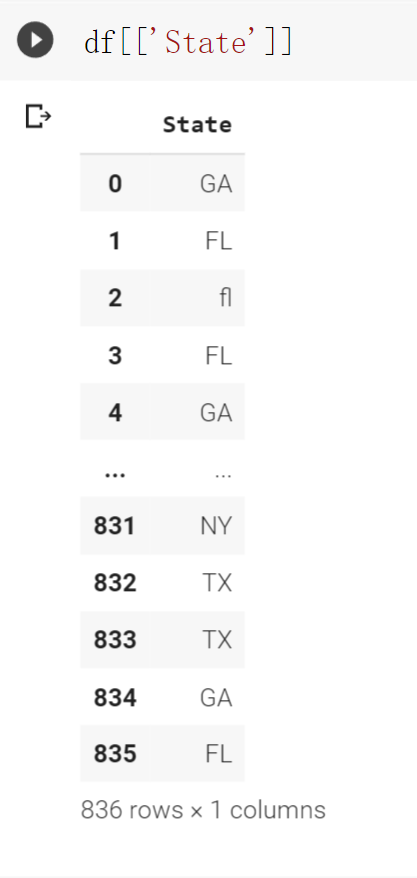 df[['State']]
State
0 GA
1 FL
2 fl
3 FL
4 GA
... ...
831 NY
832 TX
833 TX
834 GA
835 FL
836 rows × 1 columns